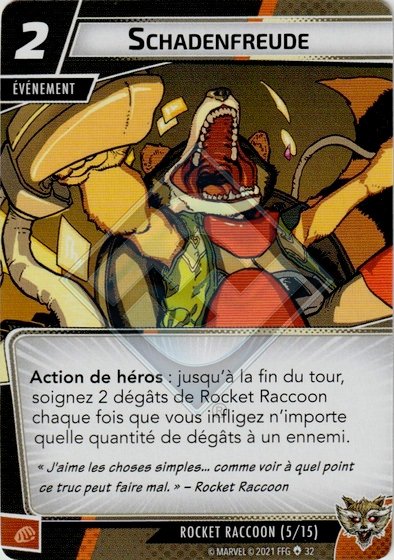 2
SCHADENFREUDE
ÉVÉNEMENT
Action de héros : jusqu'à la fin du tour,
soignez 2 dégâts de Rocket Raccoon
chaque fois que vous infligez n'importe
quelle quantité de dégâts à un ennemi.
« J'aime les choses simples... comme voir à quel point
ce truc peut faire mal. » – Rocket Raccoon
ROCKET RACCOON (5/15)
© MARVEL © 2021 FFG 32